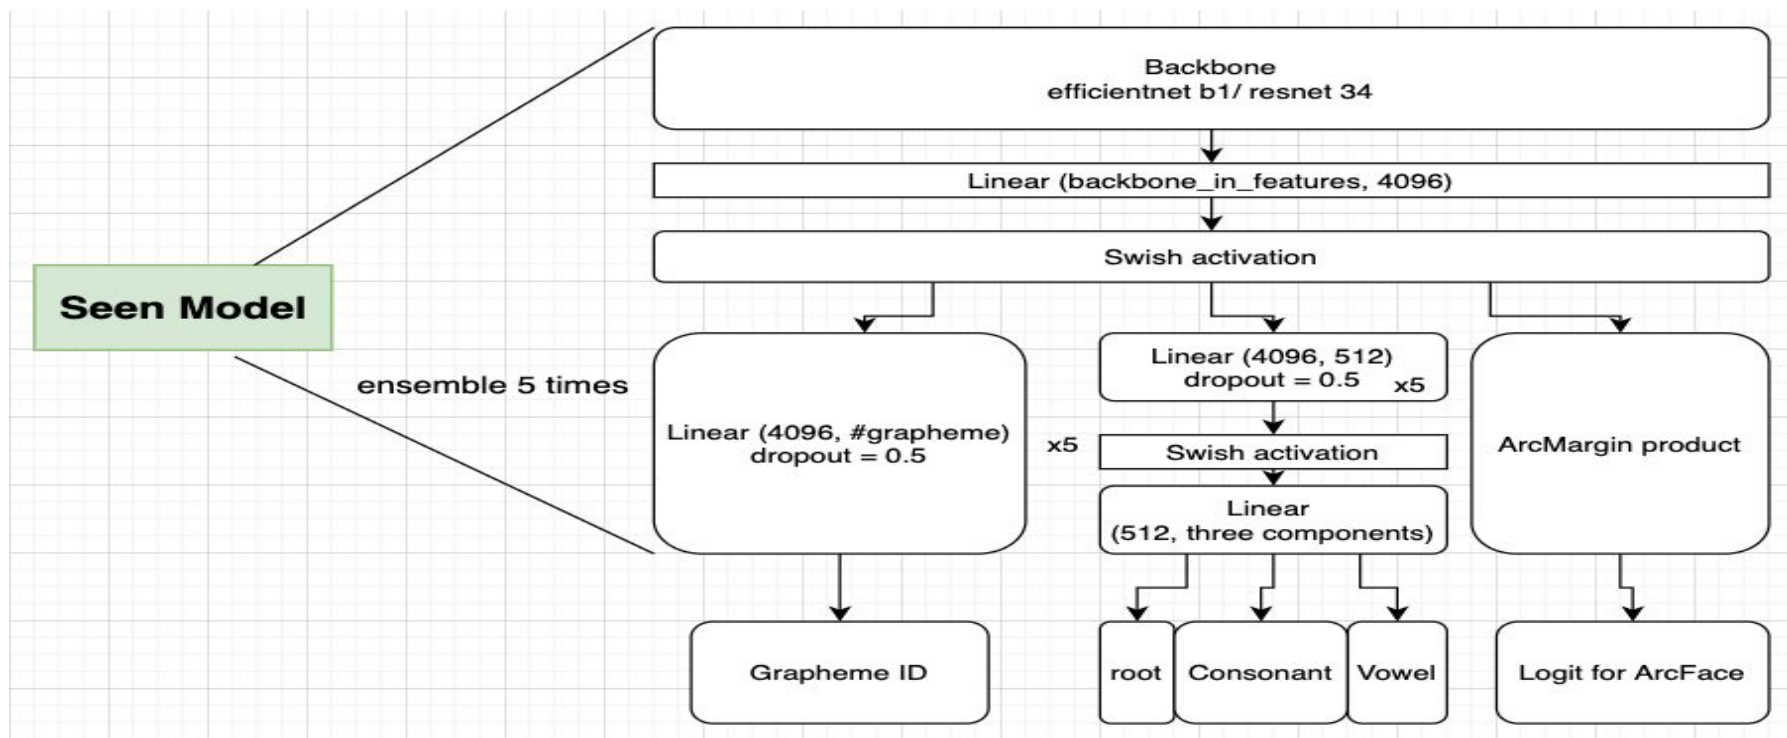 Backbone
efficientnet b1/ resnet 34
Linear (backbone_in_features, 4096)
Swish activation
Seen Model
ensemble 5 times
Linear (4096, #grapheme)
dropout = 0.5
x5
Linear (4096, 512)
dropout = 0.5
x5
Swish activation
Linear
(512, three components)
ArcMargin product
Grapheme ID
root
Consonant
Vowel
Logit for ArcFace